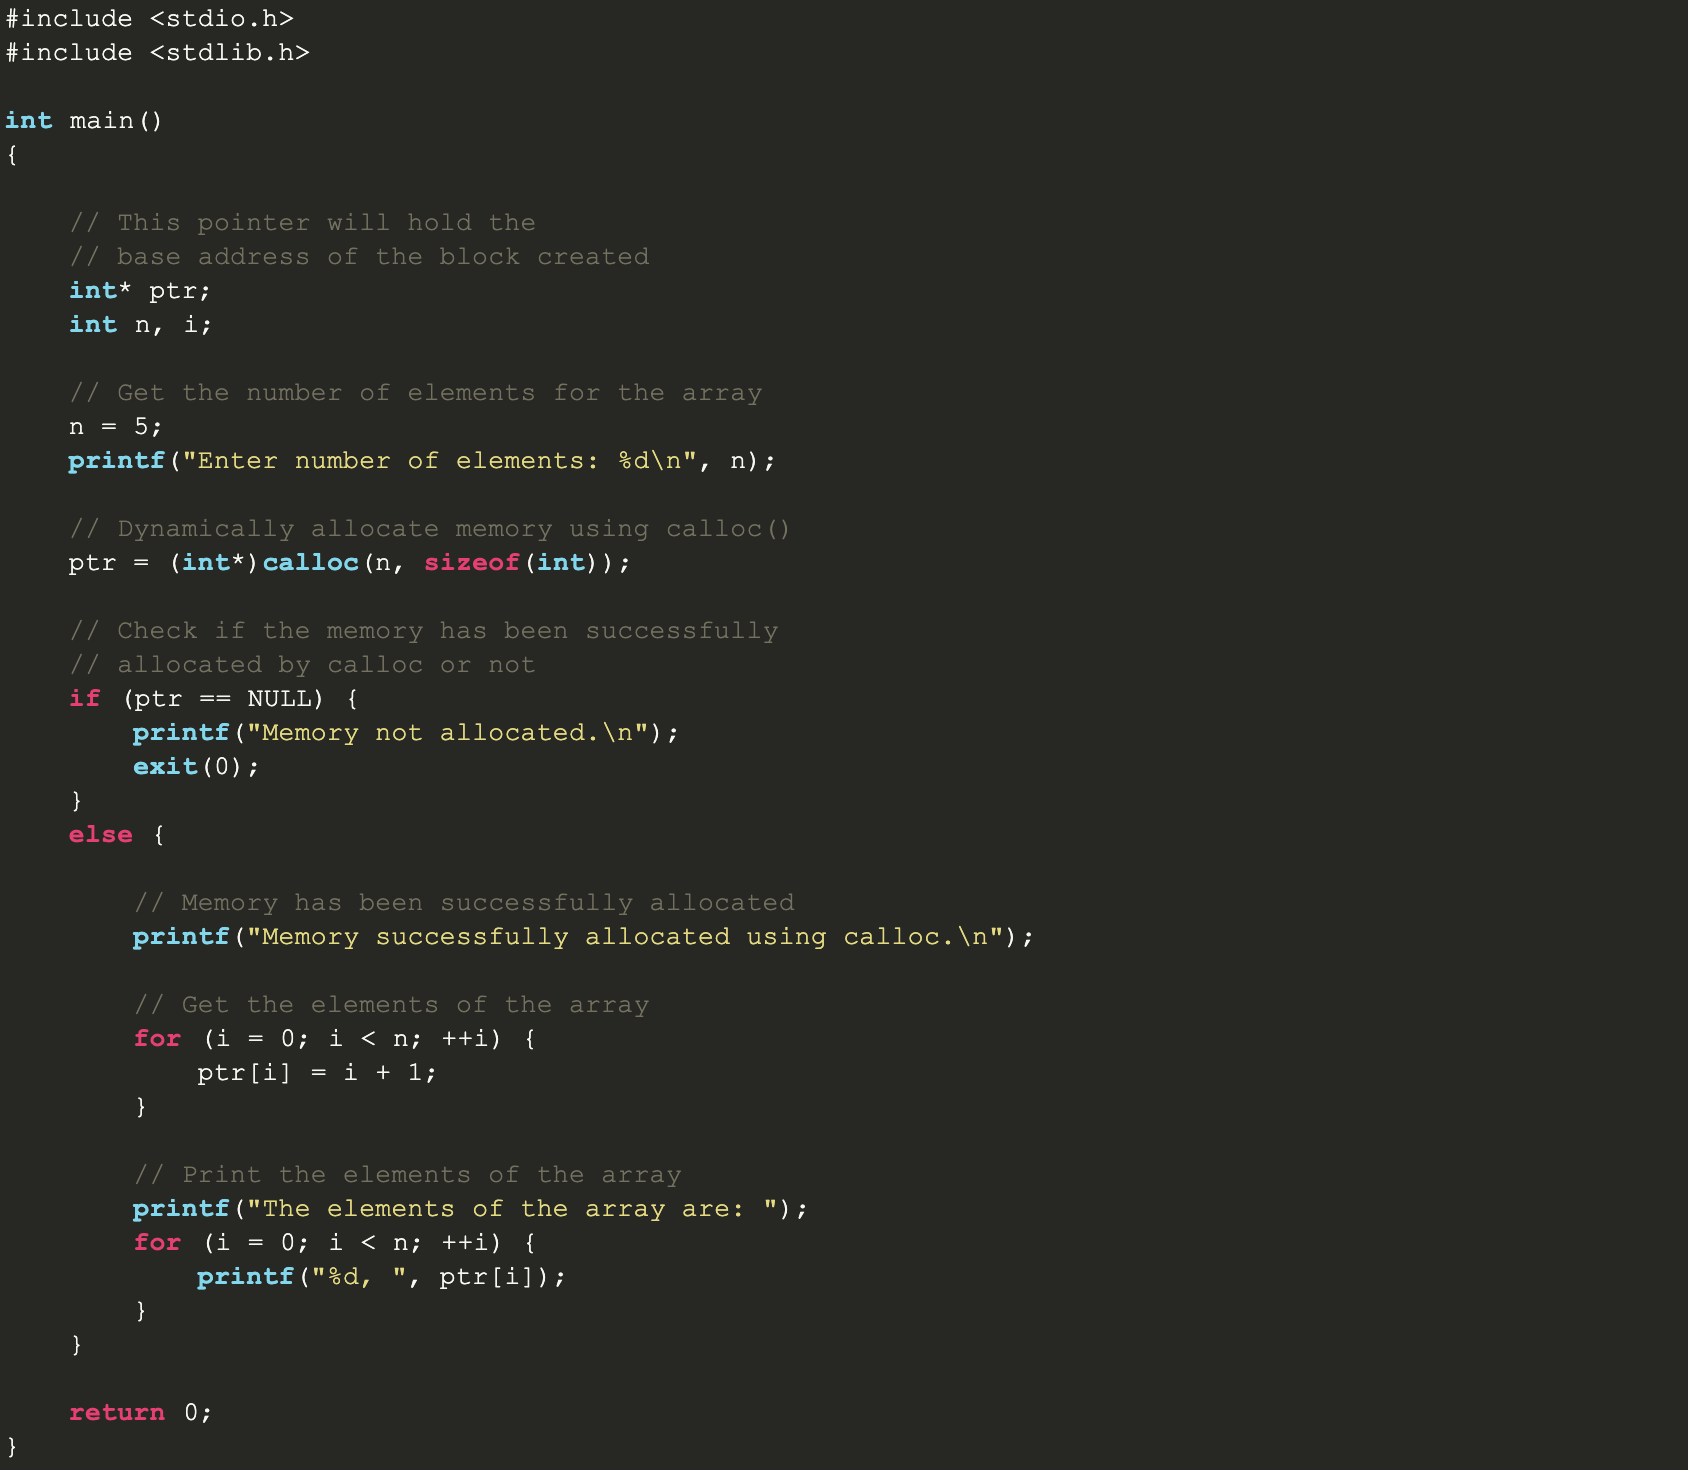 #include <stdio.h>
#include <stdlib.h>

int main()
{

    // This pointer will hold the
    // base address of the block created
    int* ptr;
    int n, i;

    // Get the number of elements for the array
    n = 5;
    printf("Enter number of elements: %d\n", n);

    // Dynamically allocate memory using calloc()
    ptr = (int*)calloc(n, sizeof(int));

    // Check if the memory has been successfully
    // allocated by calloc or not
    if (ptr == NULL) {
        printf("Memory not allocated.\n");
        exit(0);
    }
    else {

        // Memory has been successfully allocated
        printf("Memory successfully allocated using calloc.\n");

        // Get the elements of the array
        for (i = 0; i < n; ++i) {
            ptr[i] = i + 1;
        }

        // Print the elements of the array
        printf("The elements of the array are: ");
        for (i = 0; i < n; ++i) {
            printf("%d, ", ptr[i]);
        }
    }

    return 0;
}